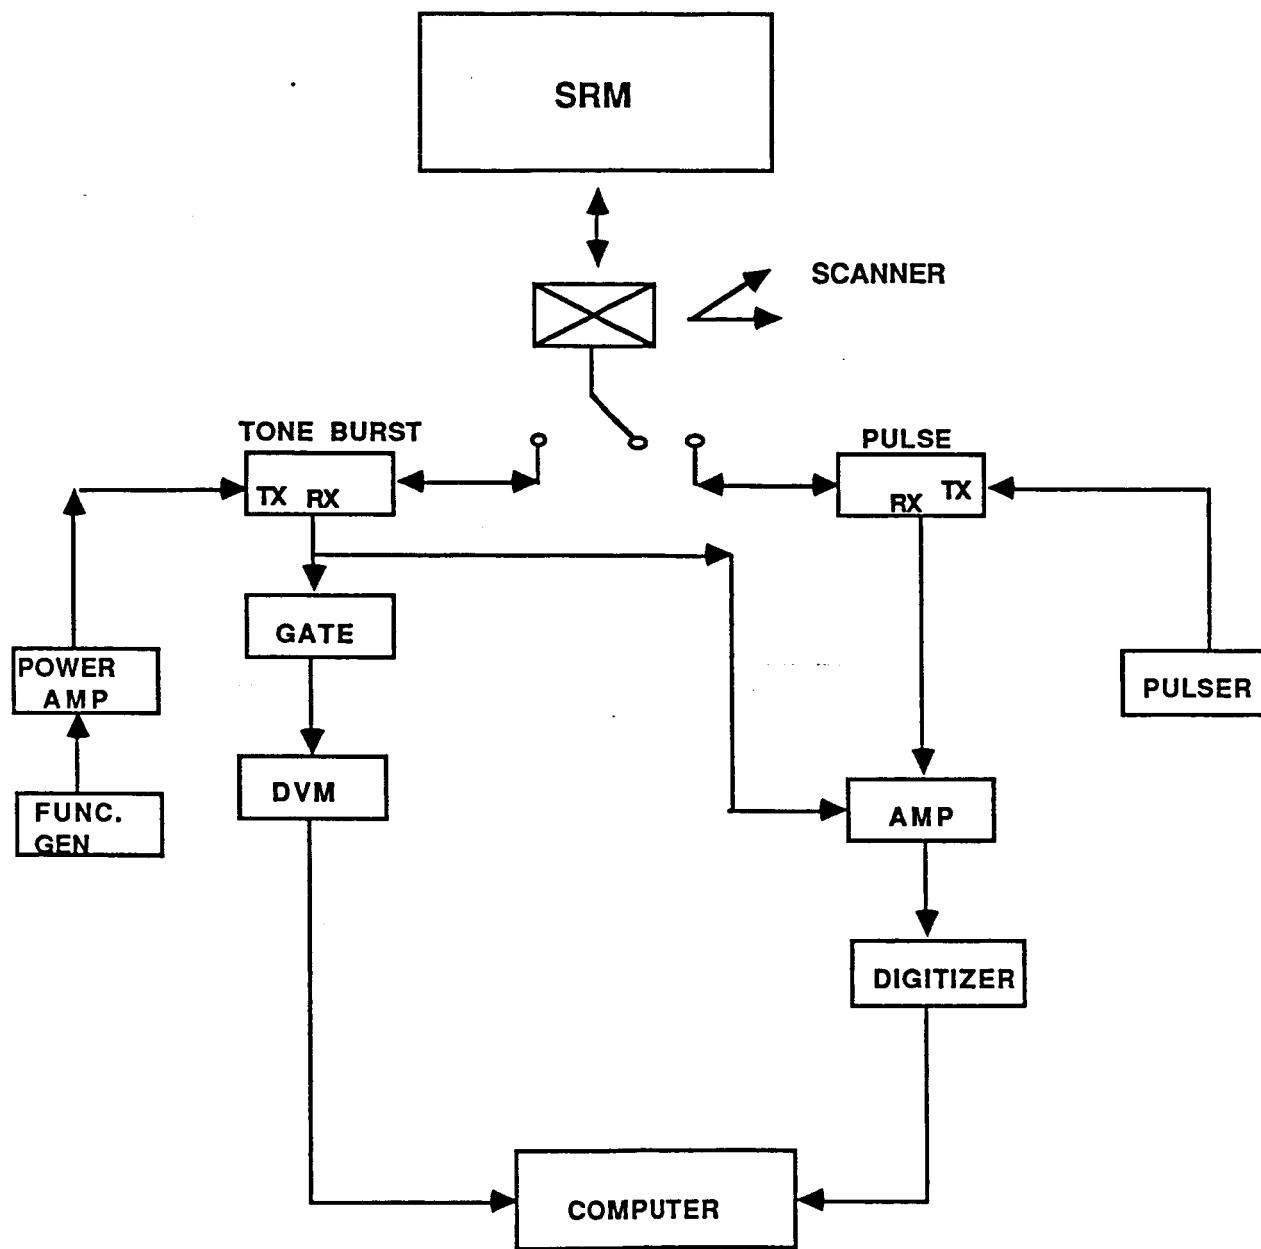 SRM
SCANNER
TONE BURST
PULSE
TX RX
RX TX
GATE
POWER
AMP
PULSER
DVM
FUNC.
GEN
AMP
DIGITIZER
COMPUTER